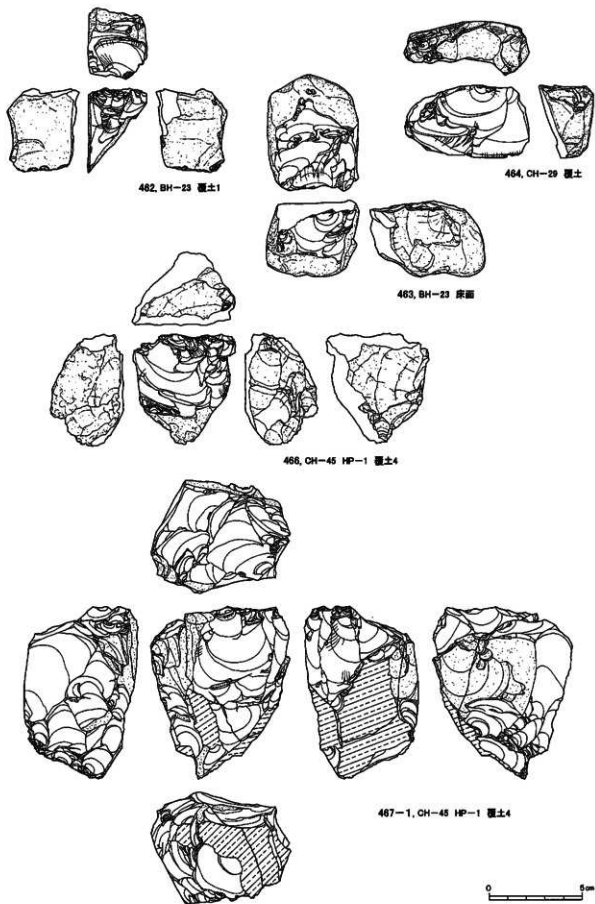 462, BH-23 覆土1
464, CH-29 覆土
463, BH-23 床面
466, CH-45 HP-1 覆土4
467-1, CH-45 HP-1 覆土4
0 5cm